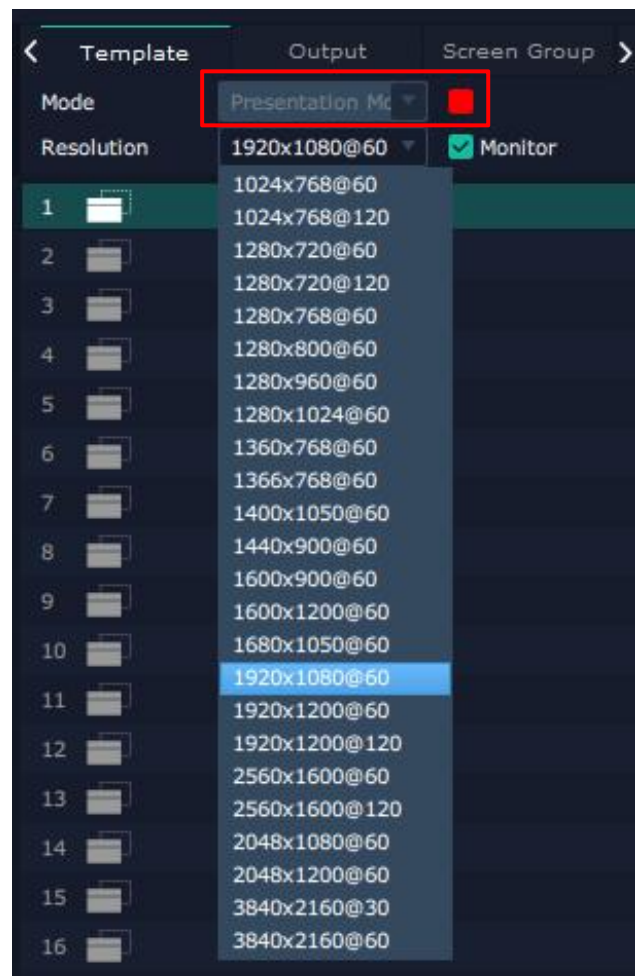 Template Output Screen Group
Mode Presentation Mo
Resolution 1920x1080@60 Monitor
1024x768@60
1 1024x768@120
2 1280x720@60
1280x720@120
3 1280x768@60
4 1280x800@60
1280x960@60
5 1280x1024@60
6 1360x768@60
1366x768@60
7 1400x1050@60
8 1440x900@60
1600x900@60
9 1600x1200@60
10 1680x1050@60
1920x1080@60
11 1920x1200@60
12 1920x1200@120
2560x1600@60
13 2560x1600@120
14 2048x1080@60
2048x1200@60
15 3840x2160@30
16 3840x2160@60